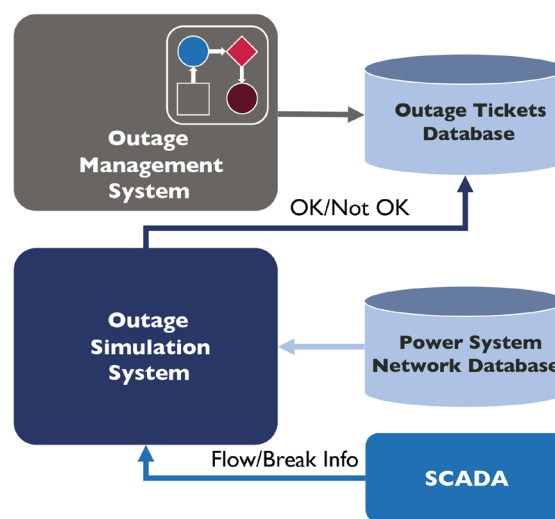 Outage
Management
System
Outage Tickets
Database
OK/Not OK
Outage
Simulation
System
Power System
Network Database
Flow/Break Info
SCADA